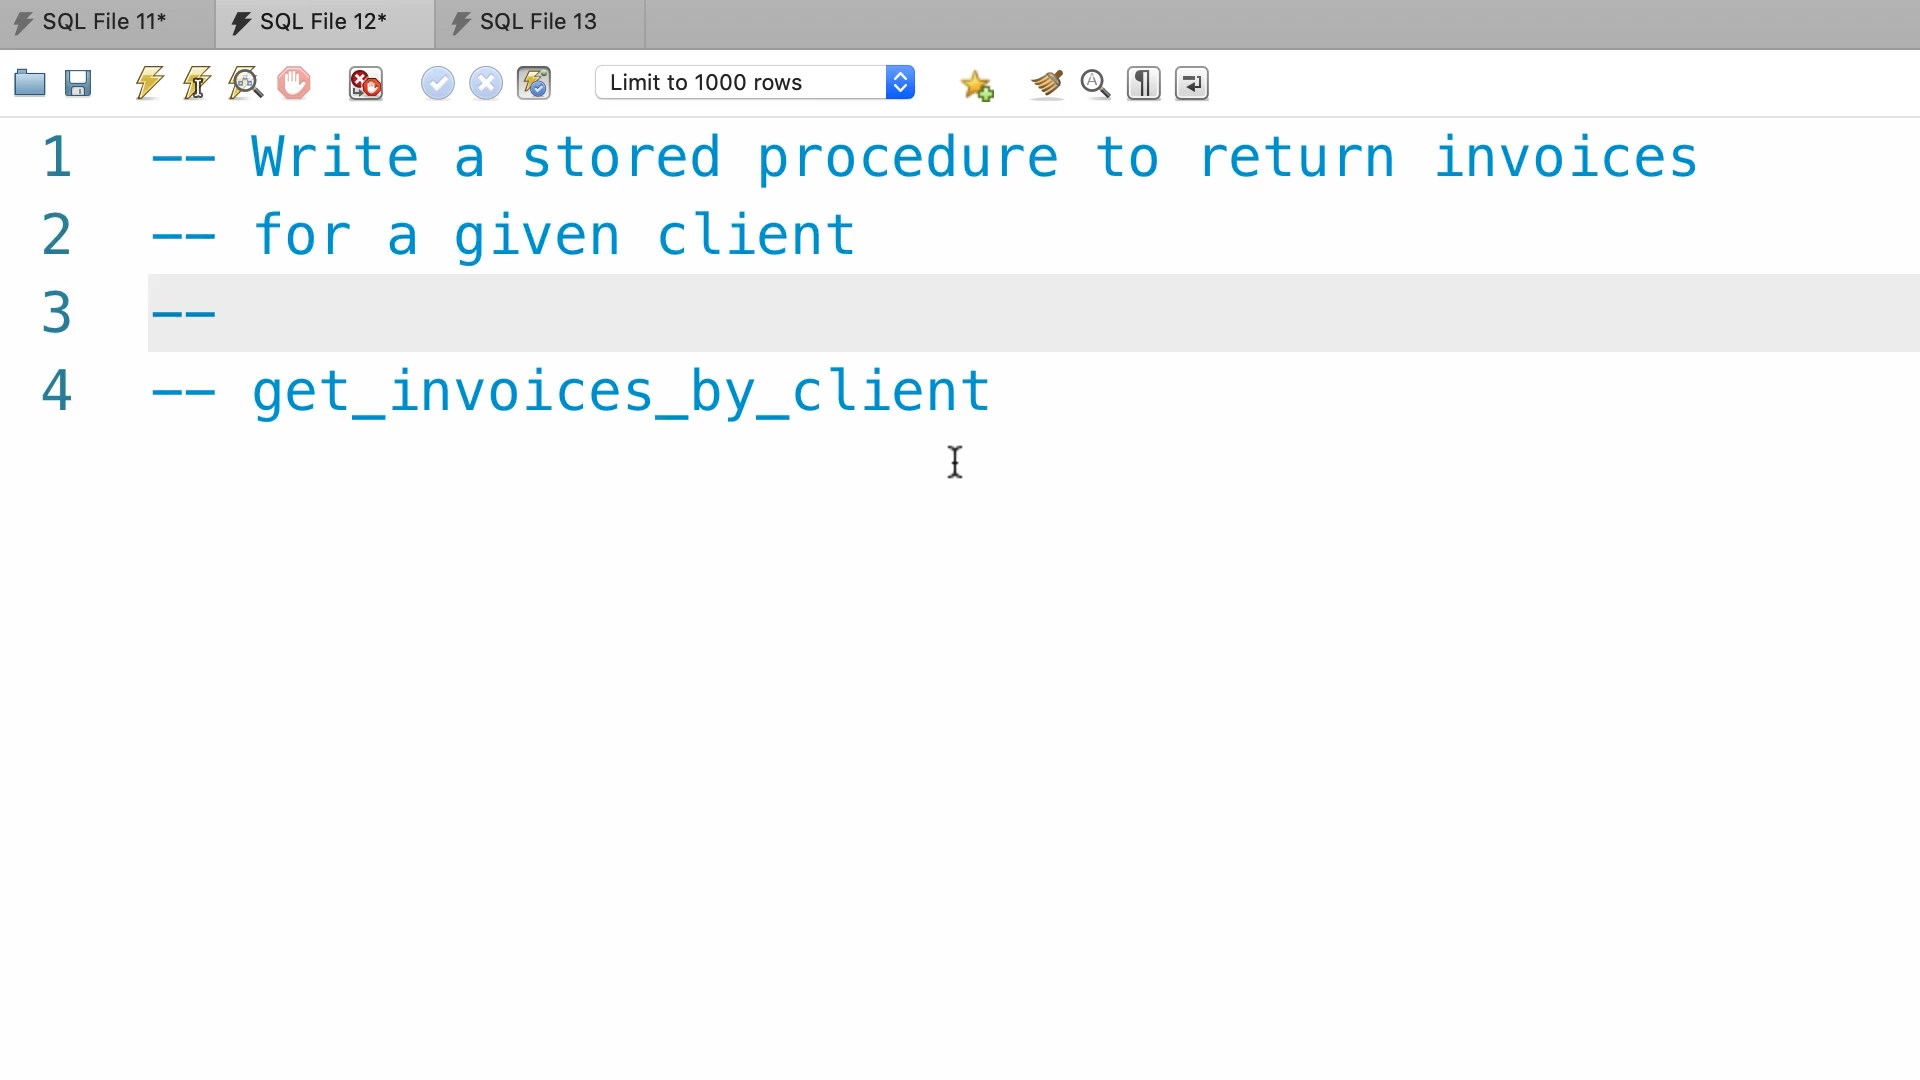 SQL File 11* SQL File 12* SQL File 13
Limit to 1000 rows
1 -- Write a stored procedure to return invoices
2 -- for a given client
3 --
4 -- get_invoices_by_client